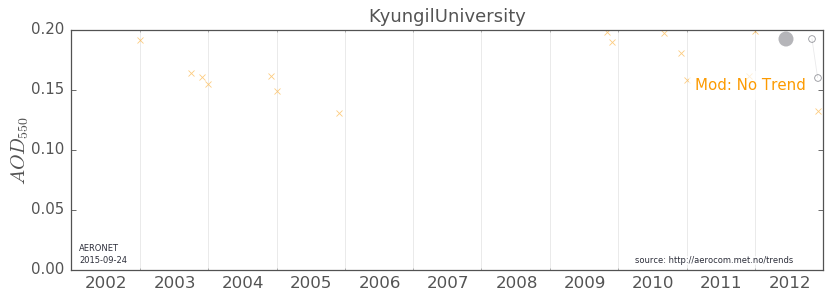 KyungilUniversity
0.20
0.15
0.10
0.05
0.00
AOD550
Mod: No Trend
AERONET
2015-09-24
source: http://aerocom.met.no/trends
2002 2003 2004 2005 2006 2007 2008 2009 2010 2011 2012